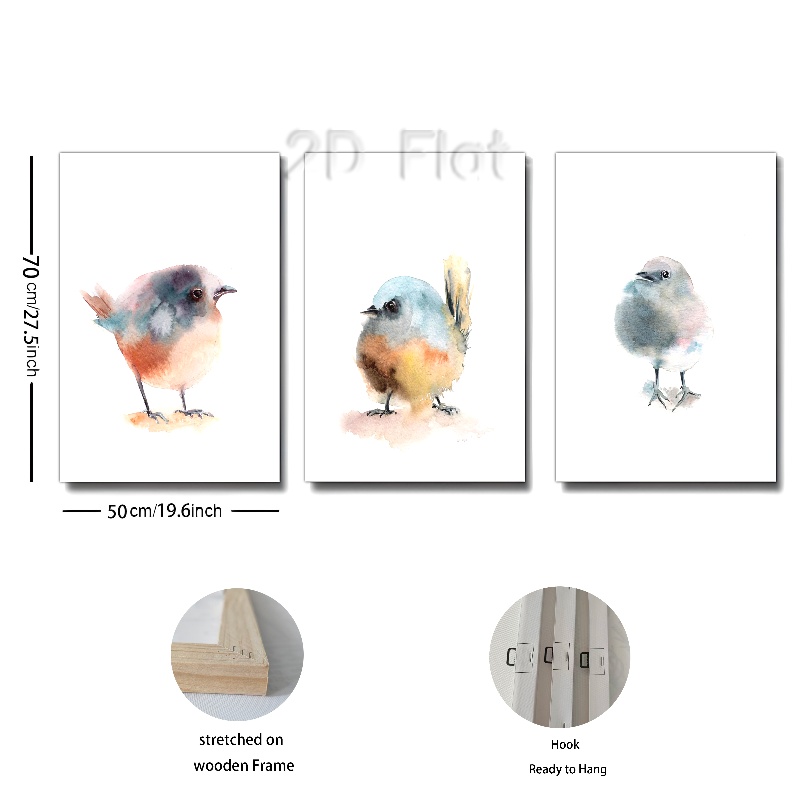 2D Flat
70 cm/27.5inch
50cm/19.6inch
stretched on
wooden Frame
Hook
Ready to Hang